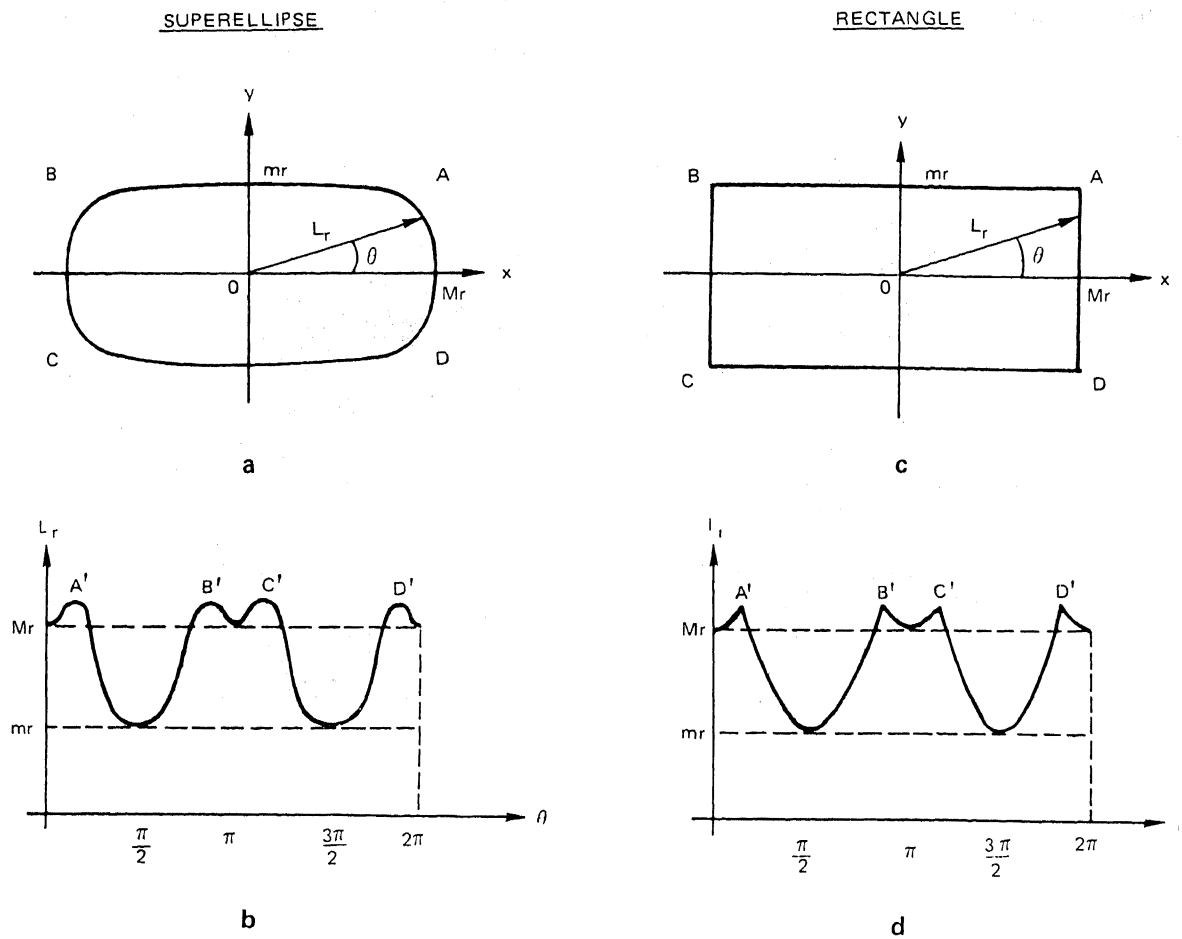 SUPERELLIPSE
RECTANGLE
y
B
mr
A
L_r
θ
x
0
Mr
C
D
a
y
B
mr
A
L_r
θ
x
0
Mr
C
D
c
L_r
A' B' C' D'
Mr
mr
θ
π/2 π 3π/2 2π
b
A' B' C' D'
Mr
mr
π/2 π 3π/2 2π
d